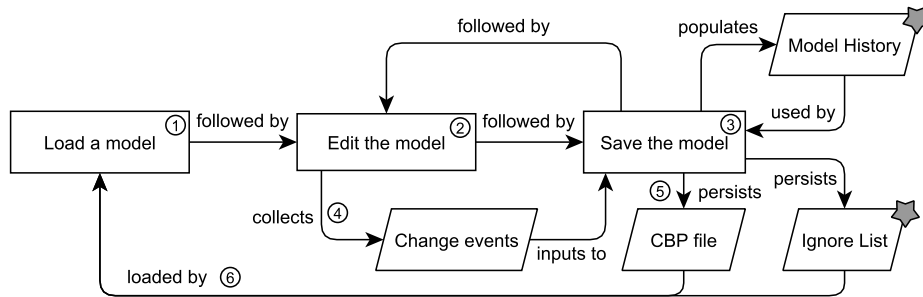 followed by
populates
Model History
Load a model
①
followed by
Edit the model
②
followed by
Save the model
③
used by
collects
④
Change events
inputs to
⑤
persists
CBP file
persists
Ignore List
loaded by ⑥